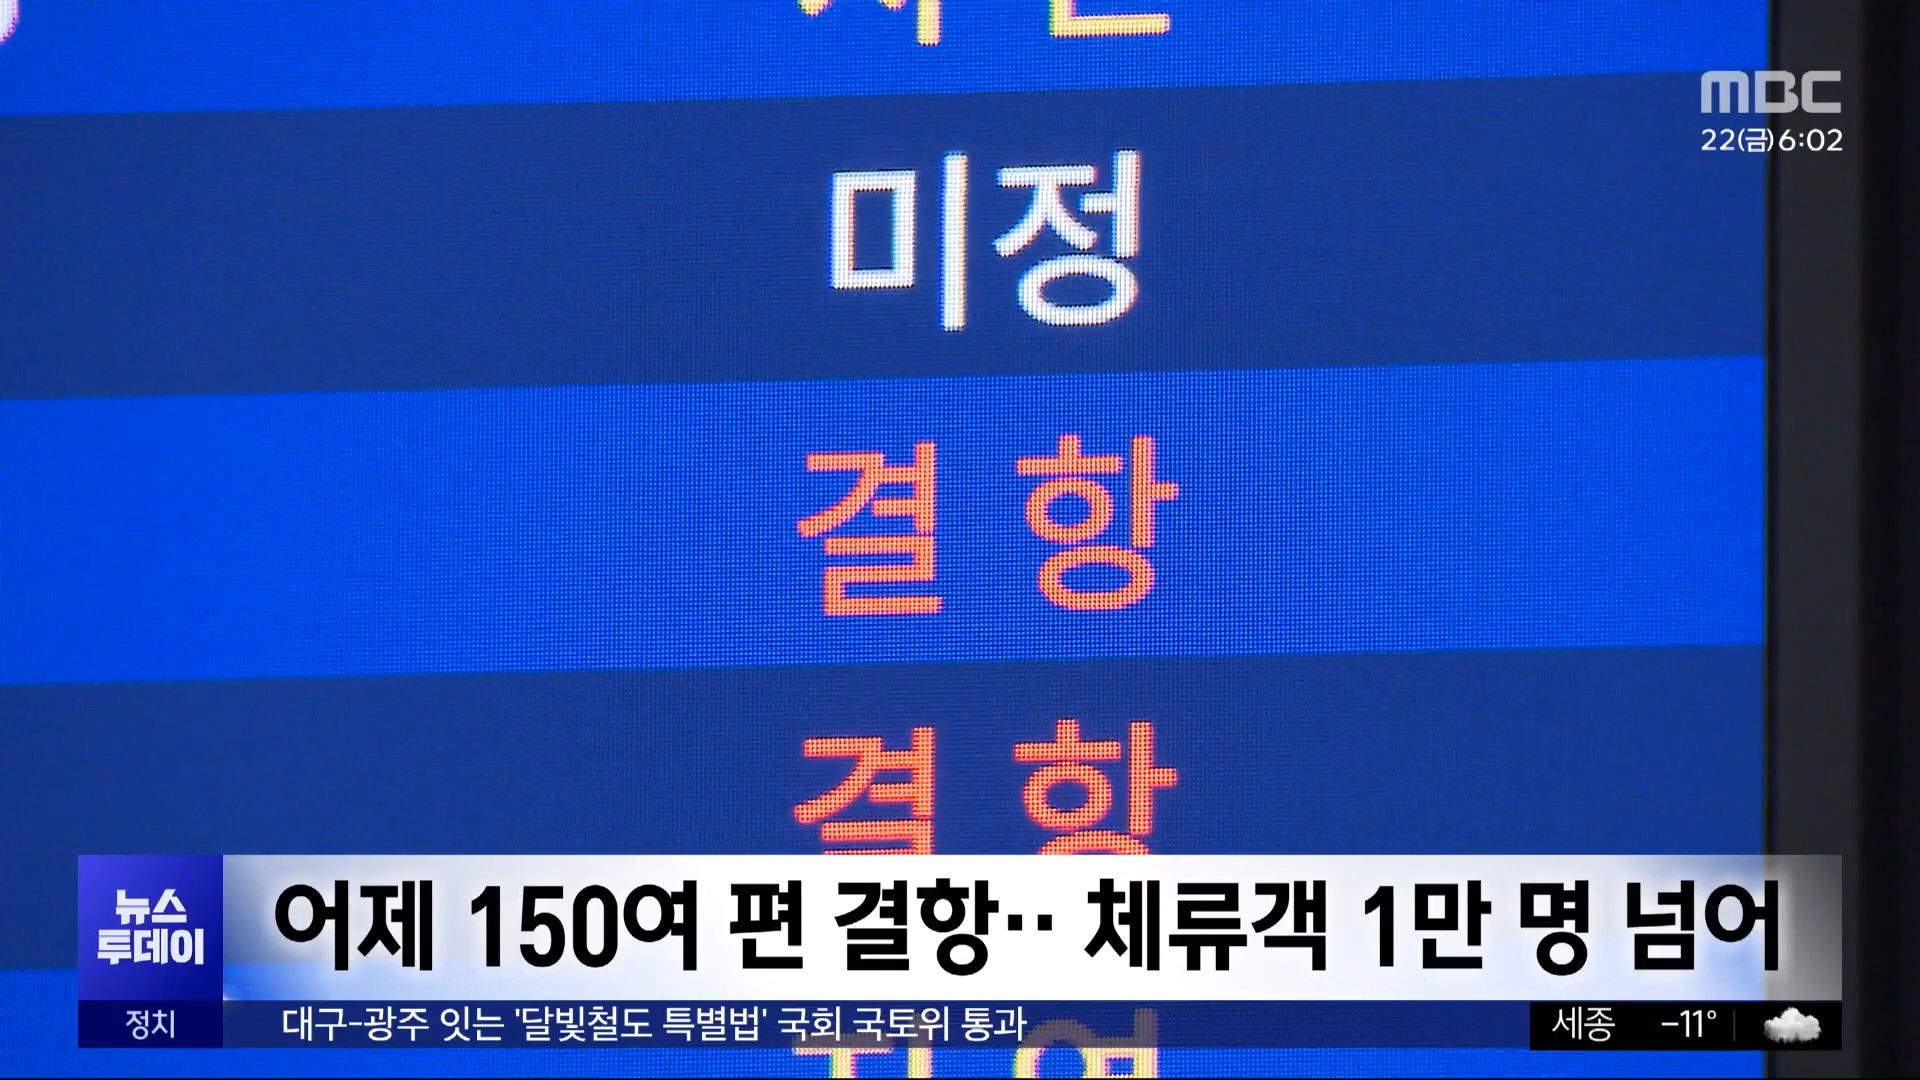 MBC
22(금)6:02
미정
결항
결항
뉴스
투데이
어제 150여 편 결항‥ 체류객 1만 명 넘어
정치
대구-광주 잇는 '달빛철도 특별법' 국회 국토위 통과
세종 -11°